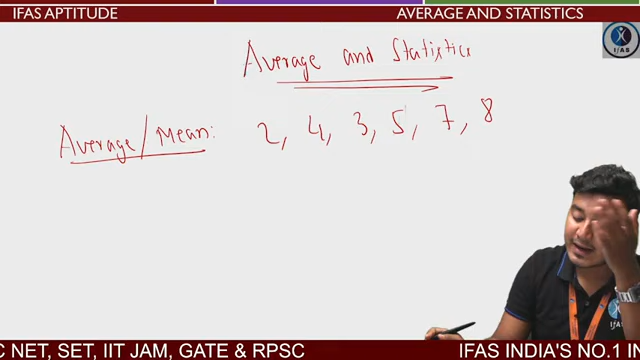 IFAS APTITUDE AVERAGE AND STATISTICS
IFAS
Average and Statistics
Average/Mean: 2, 4, 3, 5, 7, 8
IFAS
C NET, SET, IIT JAM, GATE & RPSC IFAS INDIA'S NO.1 IN